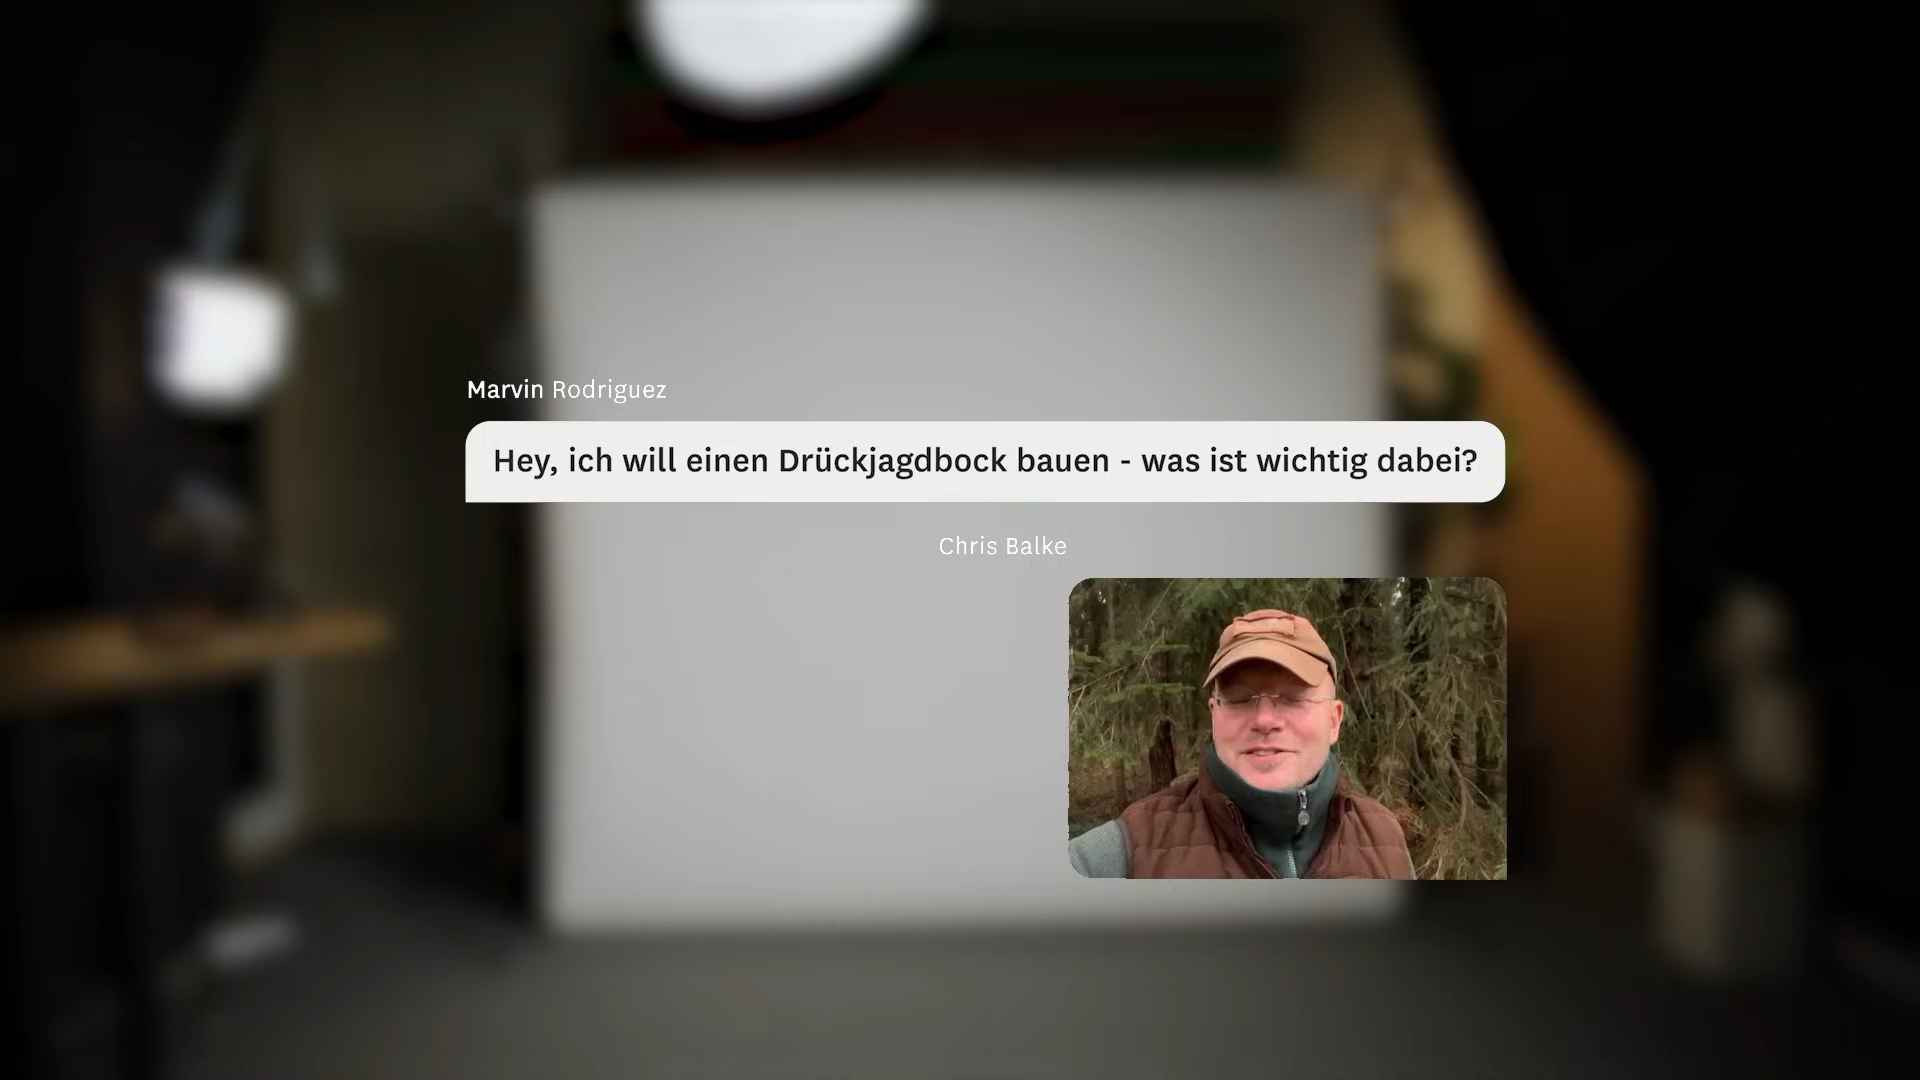 Marvin Rodriguez
Hey, ich will einen Drückjagdbock bauen - was ist wichtig dabei?
Chris Balke